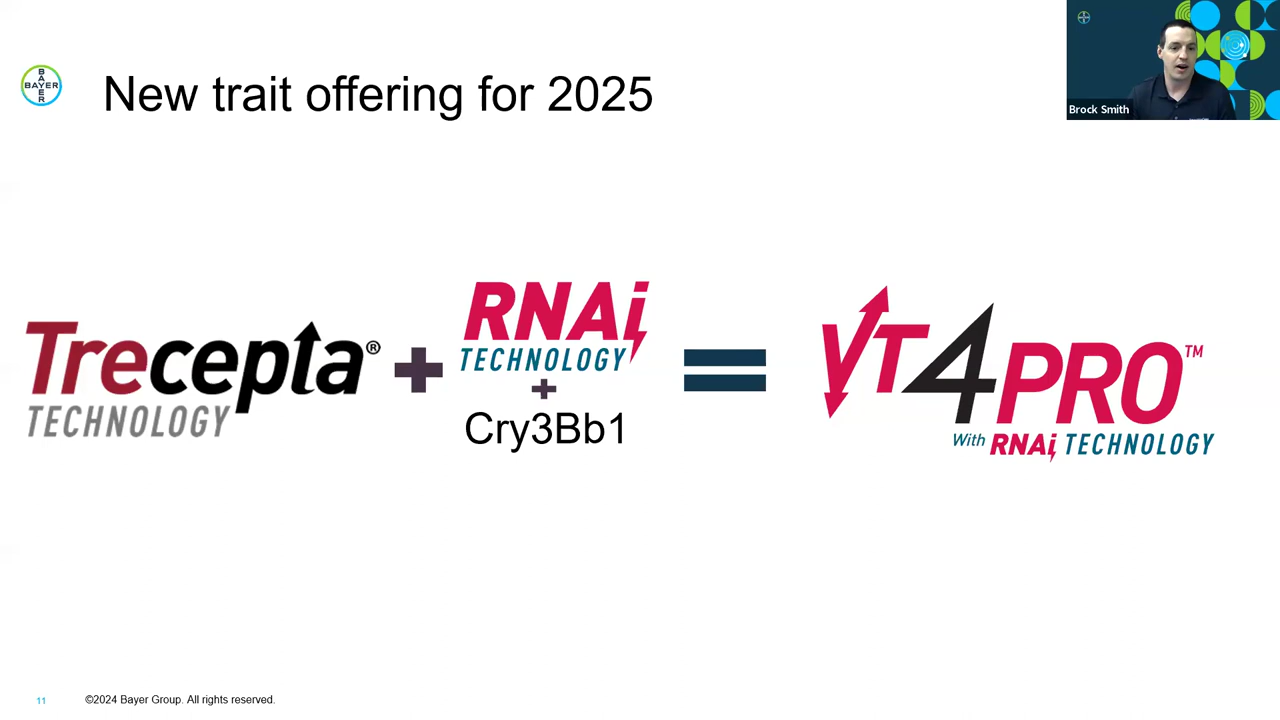 BAYER
BAYER
New trait offering for 2025
Brock Smith
Trecepta®
TECHNOLOGY
+
RNAi
TECHNOLOGY
+
Cry3Bb1
=
VT4PRO™
With RNAi TECHNOLOGY
11
©2024 Bayer Group. All rights reserved.